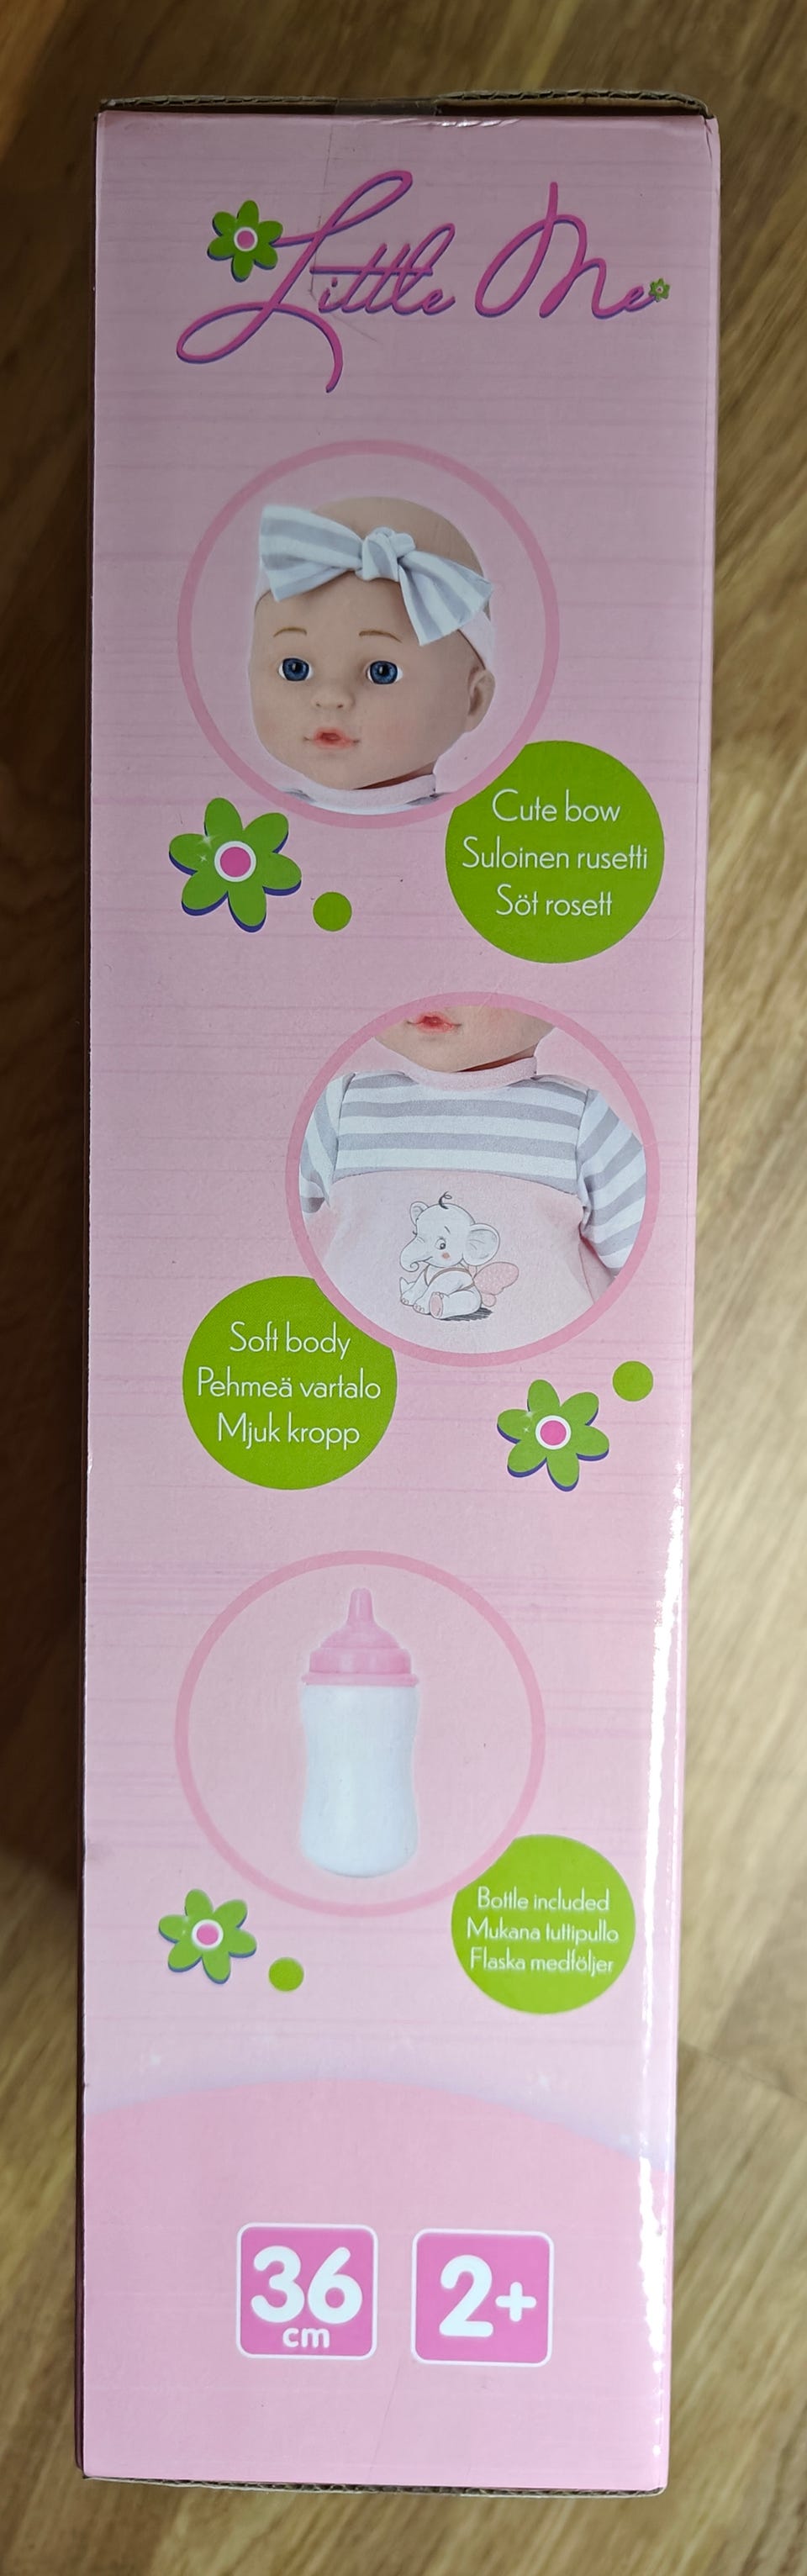 Little Me
Cute bow
Suloinen rusetti
Söt rosett
Soft body
Pehmeä vartalo
Mjuk kropp
Bottle included
Mukana tuttipullo
Flaska medföljer
36
cm
2+